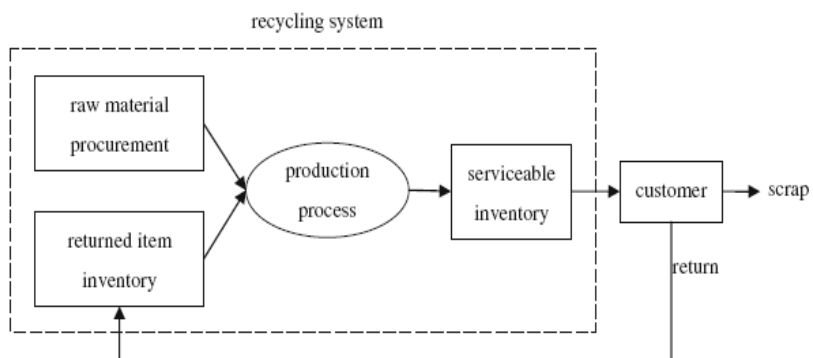 recycling system
raw material
procurement
production
process
serviceable
inventory
customer
scrap
returned item
inventory
return